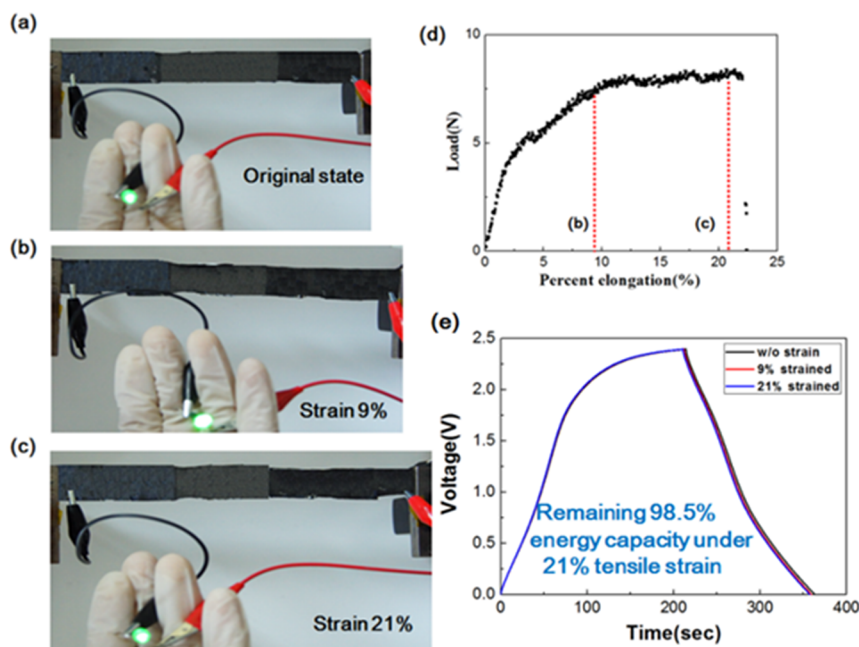 (a)
Original state
(b)
Strain 9%
(c)
Strain 21%
(d)
Load(N)
10
5
0
(b)
(c)
0
5
10
15
20
25
Percent elongation(%)
(e)
Voltage(V)
2.5
2.0
1.5
1.0
0.5
0.0
w/o strain
9% strained
21% strained
Remaining 98.5%
energy capacity under
21% tensile strain
0
100
200
300
400
Time(sec)